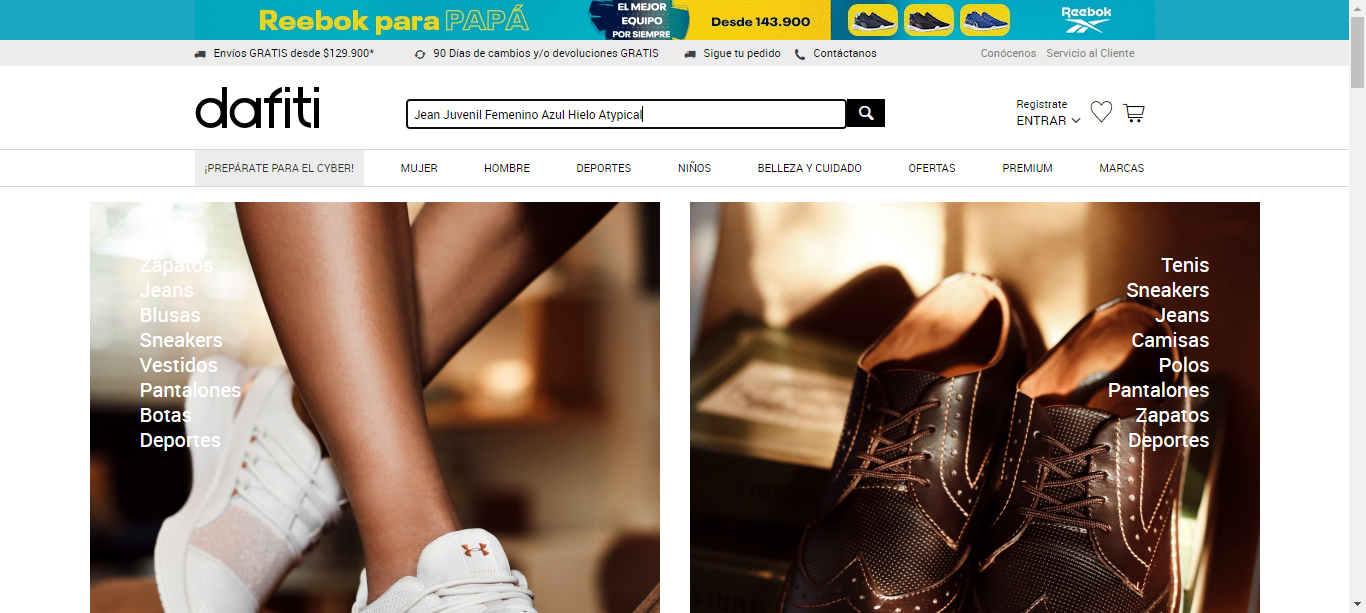 Reebok para PAPÁ
EL MEJOR
EQUIPO
POR SIEMPRE
Desde 143.900
Reebok
Envíos GRATIS desde $129.900*
90 Días de cambios y/o devoluciones GRATIS
Sigue tu pedido
Contáctanos
Conócenos
Servicio al Cliente
dafiti
Jean Juvenil Femenino Azul Hielo Atypical
Registrate
ENTRAR
¡PREPÁRATE PARA EL CYBER!
MUJER
HOMBRE
DEPORTES
NIÑOS
BELLEZA Y CUIDADO
OFERTAS
PREMIUM
MARCAS
Zapatos
Jeans
Blusas
Sneakers
Vestidos
Pantalones
Botas
Deportes
Tenis
Sneakers
Jeans
Camisas
Polos
Pantalones
Zapatos
Deportes